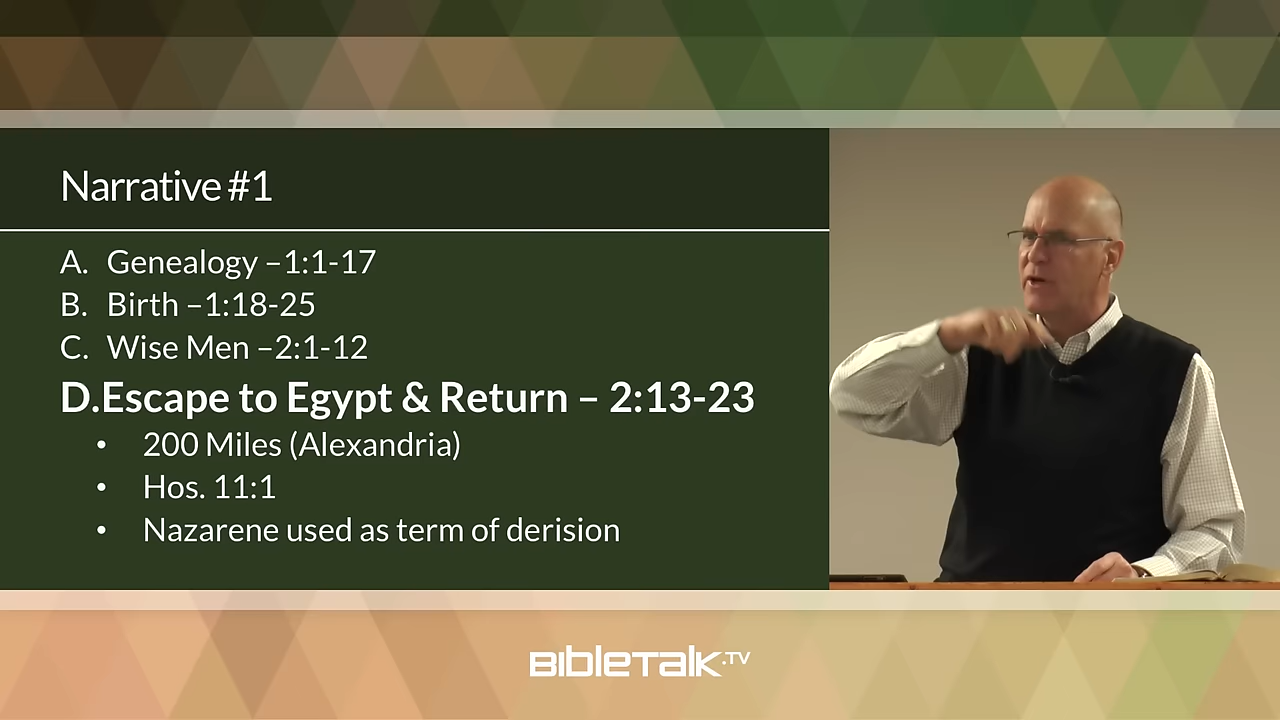 Narrative #1
A. Genealogy –1:1-17
B. Birth –1:18-25
C. Wise Men –2:1-12
D.Escape to Egypt & Return – 2:13-23
• 200 Miles (Alexandria)
• Hos. 11:1
• Nazarene used as term of derision
BibleTalk.TV